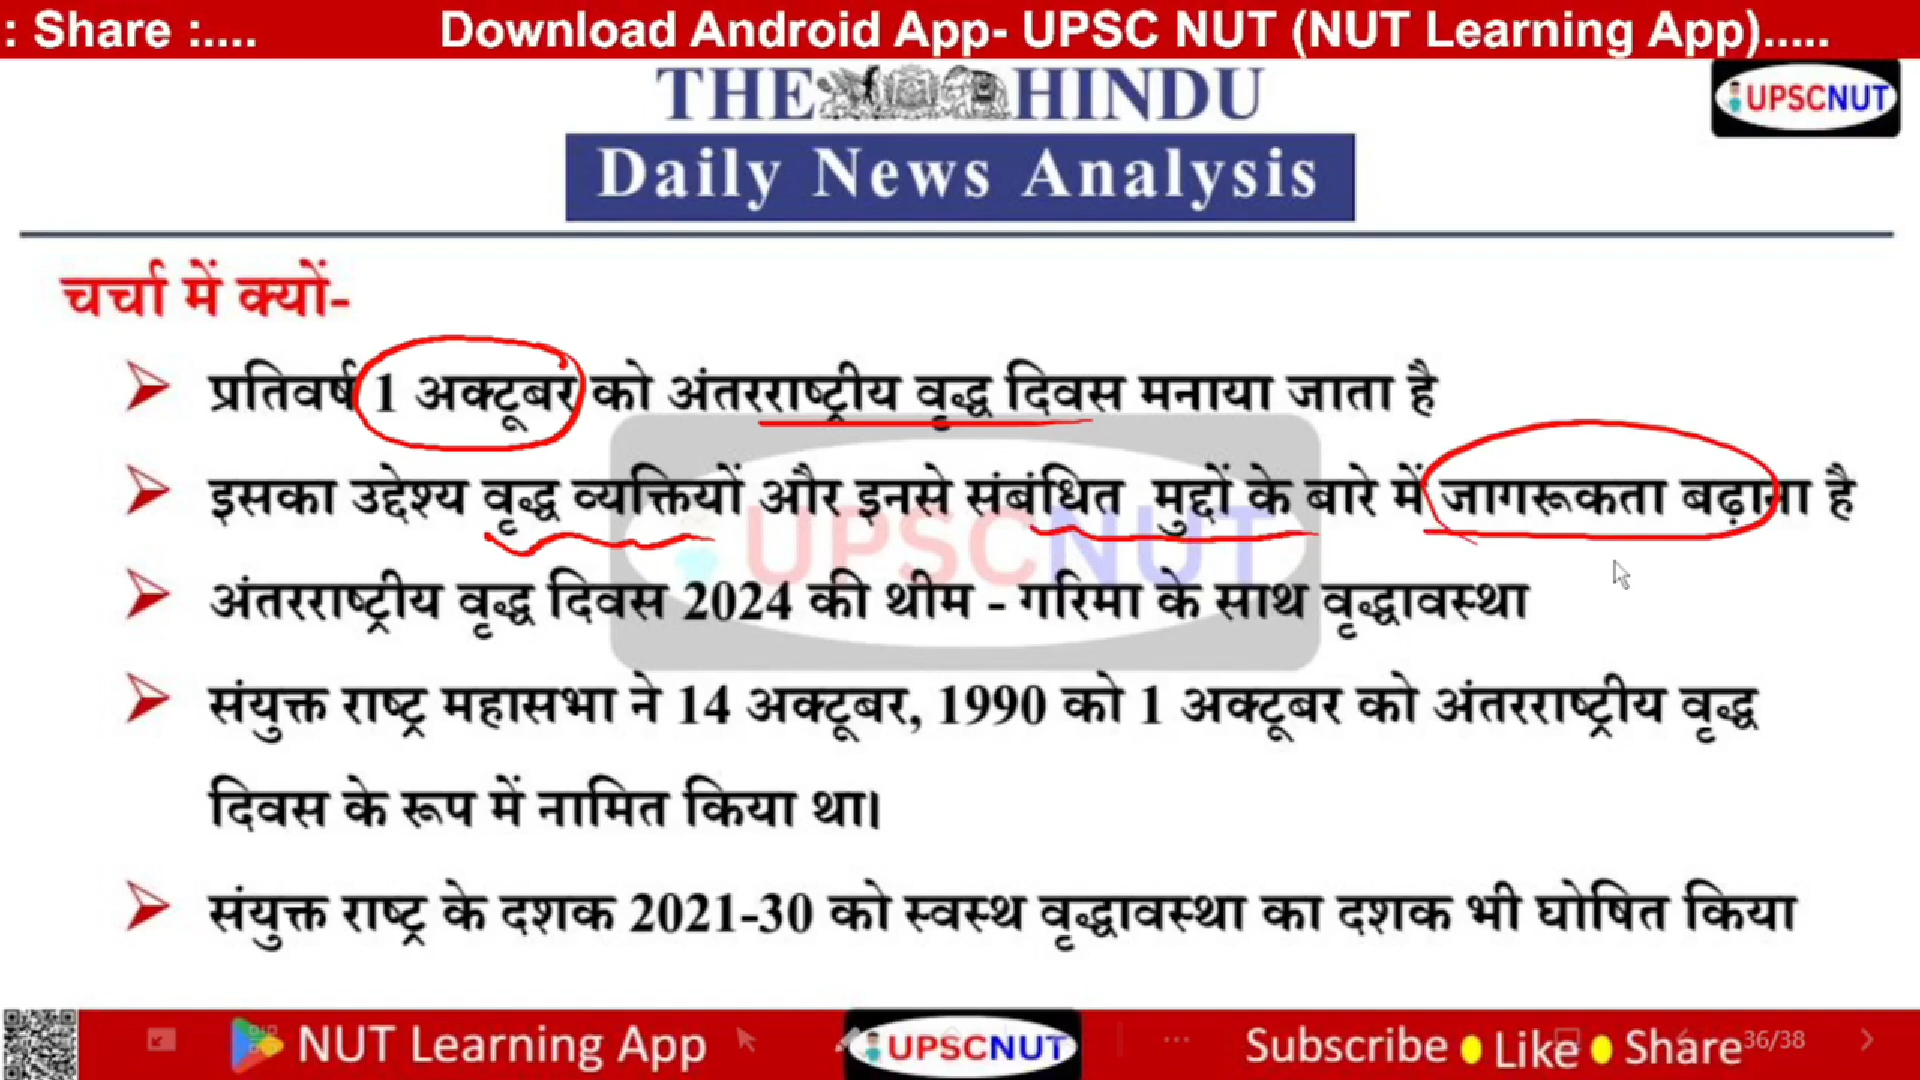 : Share :.... Download Android App- UPSC NUT (NUT Learning App).....
THE HINDU
UPSCNUT
Daily News Analysis
चर्चा में क्यों-
प्रतिवर्ष 1 अक्टूबर को अंतरराष्ट्रीय वृद्ध दिवस मनाया जाता है
इसका उद्देश्य वृद्ध व्यक्तियों और इनसे संबंधित मुद्दों के बारे में जागरूकता बढ़ाना है
UPSCNUT
अंतरराष्ट्रीय वृद्ध दिवस 2024 की थीम - गरिमा के साथ वृद्धावस्था
संयुक्त राष्ट्र महासभा ने 14 अक्टूबर, 1990 को 1 अक्टूबर को अंतरराष्ट्रीय वृद्ध
दिवस के रूप में नामित किया था।
संयुक्त राष्ट्र के दशक 2021-30 को स्वस्थ वृद्धावस्था का दशक भी घोषित किया
NUT Learning App UPSCNUT Subscribe Like Share 36/38